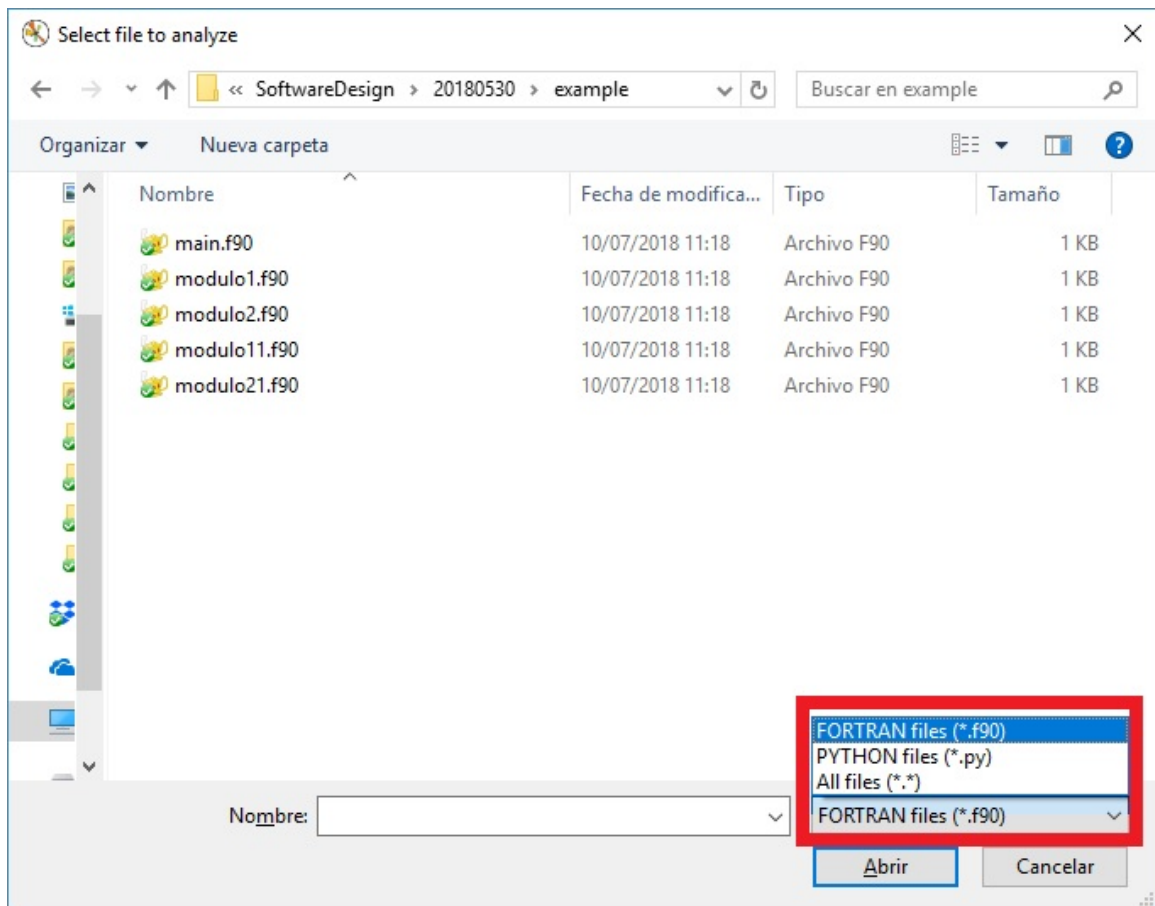 Select file to analyze
« SoftwareDesign › 20180530 › example
Buscar en example
Organizar Nueva carpeta
?
Nombre Fecha de modifica... Tipo Tamaño
main.f90 10/07/2018 11:18 Archivo F90 1 KB
modulo1.f90 10/07/2018 11:18 Archivo F90 1 KB
modulo2.f90 10/07/2018 11:18 Archivo F90 1 KB
modulo11.f90 10/07/2018 11:18 Archivo F90 1 KB
modulo21.f90 10/07/2018 11:18 Archivo F90 1 KB
FORTRAN files (*.f90)
PYTHON files (*.py)
All files (*.*)
Nombre: FORTRAN files (*.f90)
Abrir Cancelar